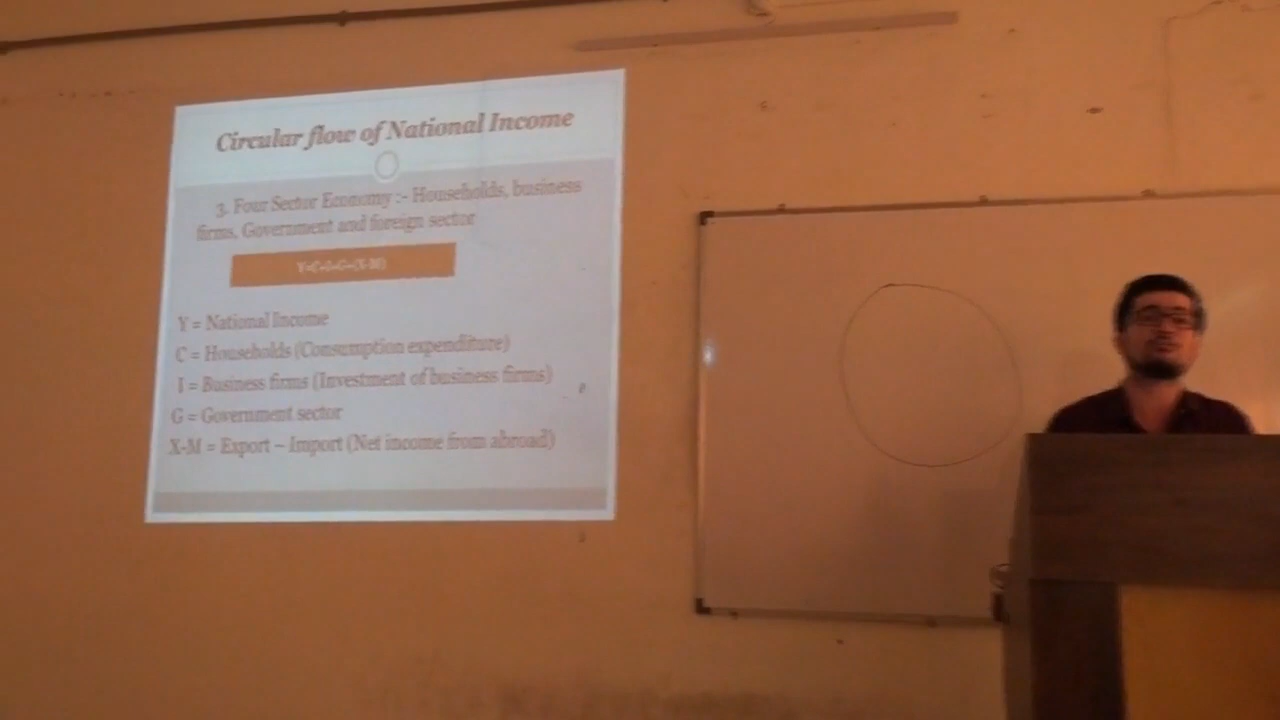 Circular flow of National Income
3. Four Sector Economy :- Households, business
firms, Government and foreign sector
Y=C+I+G+(X-M)
Y = National Income
C = Households (Consumption expenditure)
I = Business firms (Investment of business firms)
G = Government sector
X-M = Export – Import (Net income from abroad)